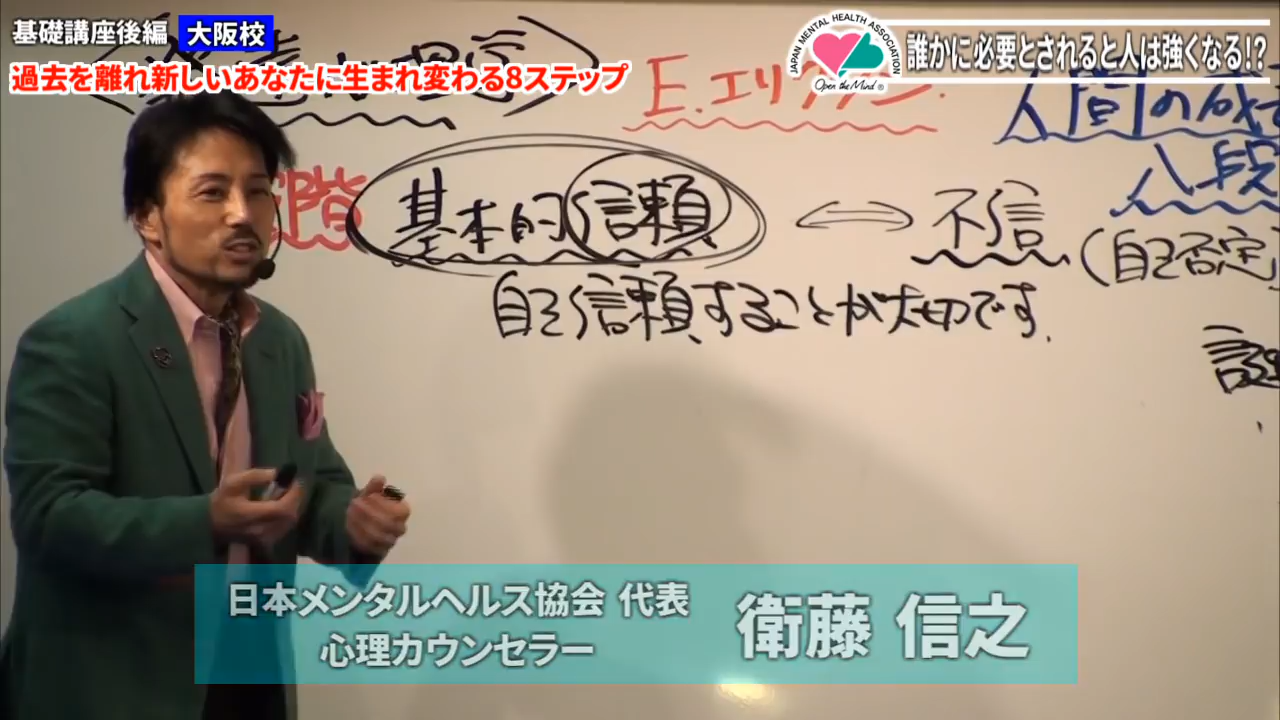 基礎講座後編 大阪校
過去を離れ新しいあなたに生まれ変わる8ステップ
JAPAN MENTAL HEALTH ASSOCIATION
Open the Mind ®
誰かに必要とされると人は強くなる!?
E.エリクソン.
人間の成
八段
階
基本的信頼 ⟺ 不信
(自己否定)
自己信頼することが大切です.
日本メンタルヘルス協会 代表
心理カウンセラー
衛藤 信之